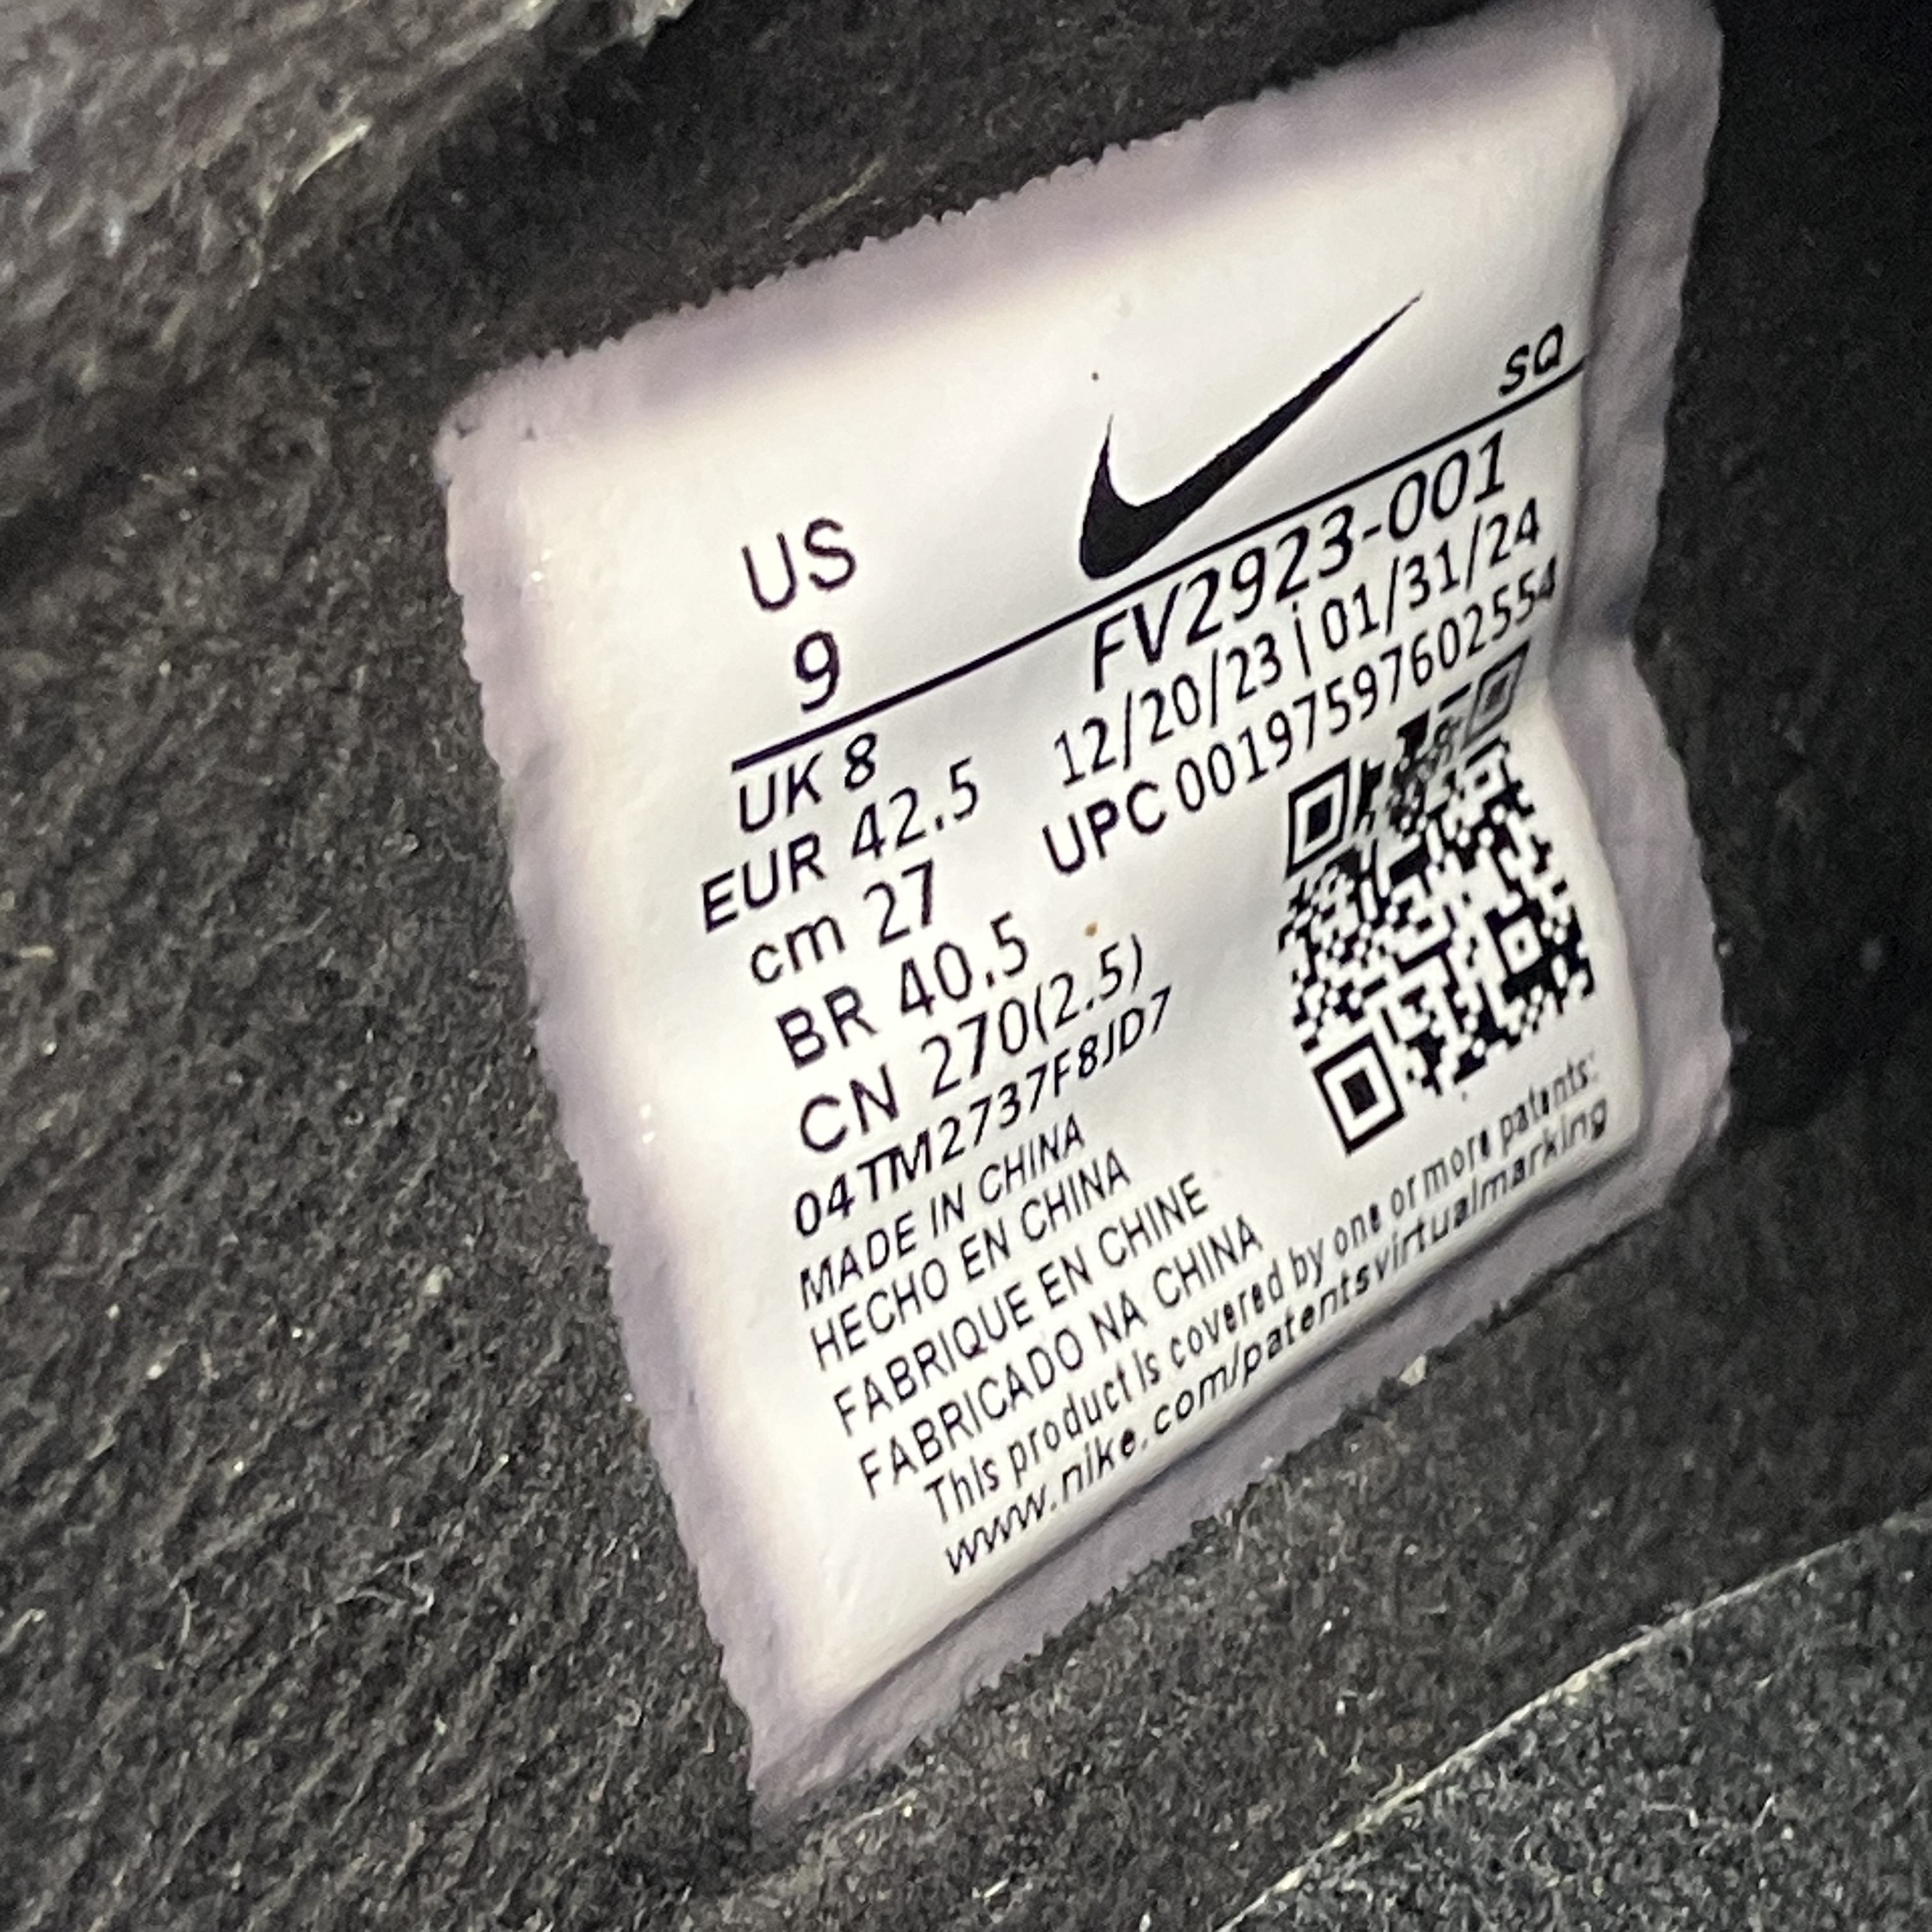 SQ
US
9
FV2923-001
12/20/23 | 01/31/24
UPC 00197597602554
UK 8
EUR 42.5
cm 27
BR 40.5
CN 270(2.5)
04TM2737F8JD7
MADE IN CHINA
HECHO EN CHINA
FABRIQUE EN CHINE
FABRICADO NA CHINA
This product is covered by one or more patents:
www.nike.com/patentsvirtualmarking